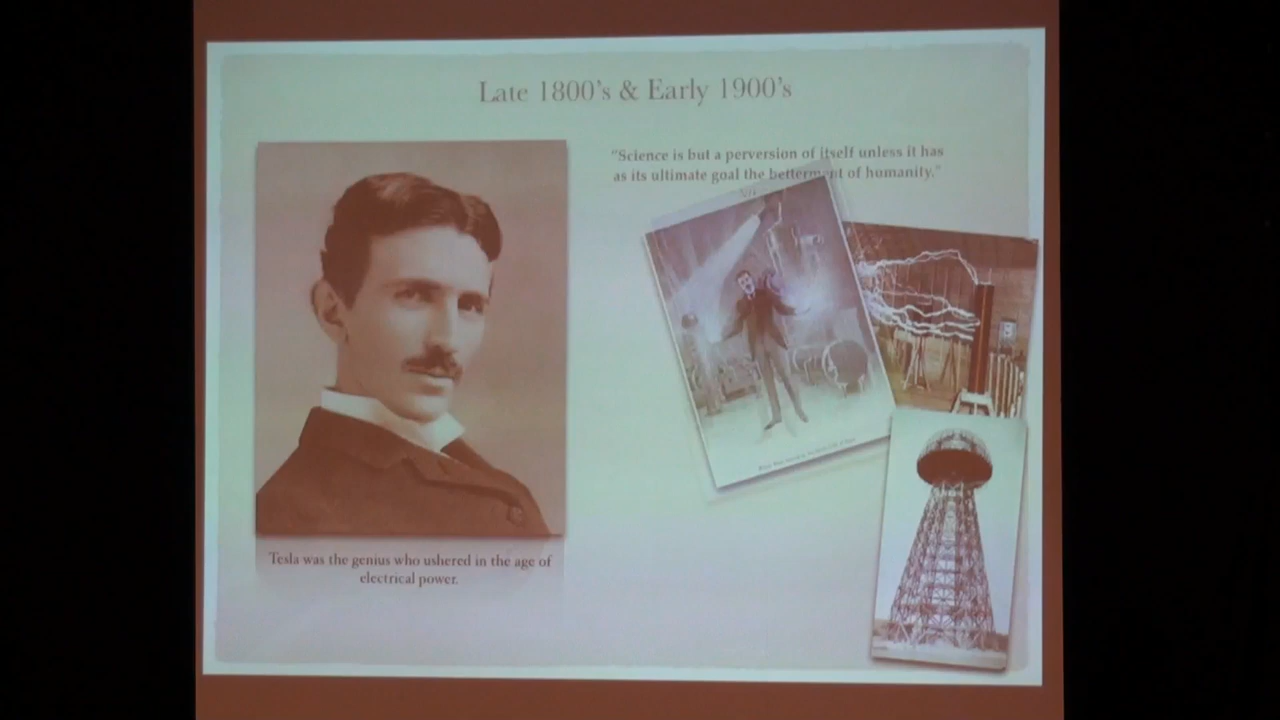 Late 1800's & Early 1900's
"Science is but a perversion of itself unless it has
as its ultimate goal the betterment of humanity."
Tesla was the genius who ushered in the age of
electrical power.